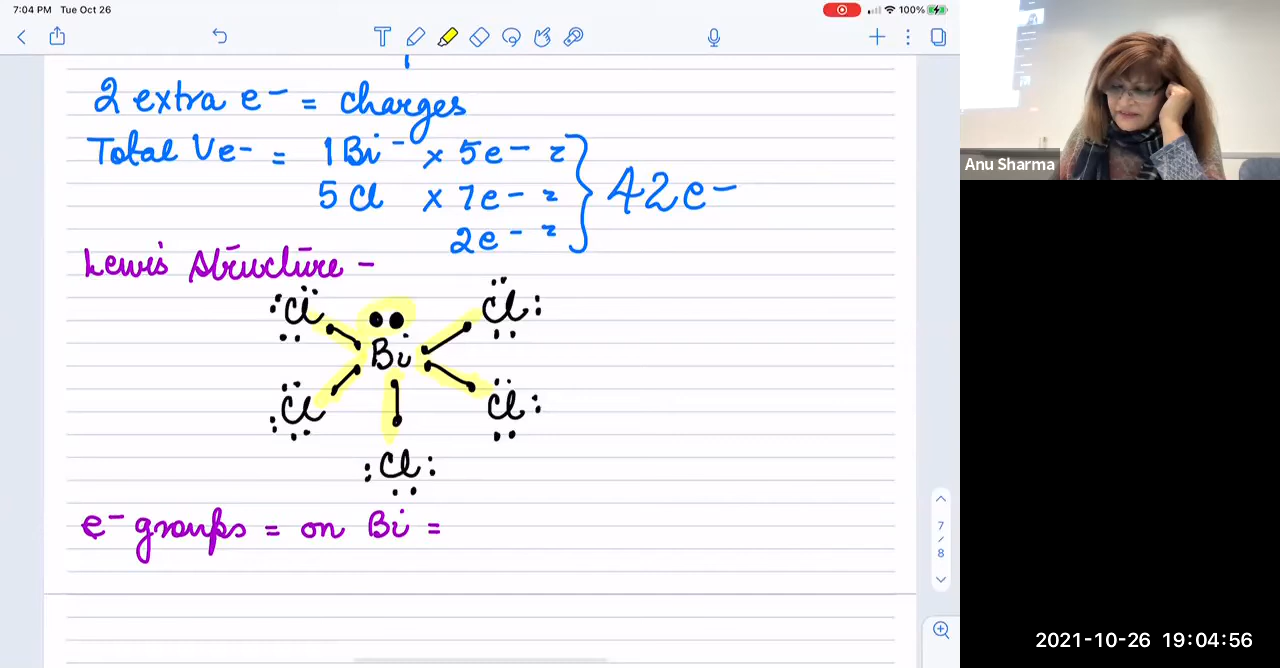 7:04 PM Tue Oct 26
100%
2 extra e- = charges
Total Ve- = 1Bi- x 5e- =
5 Cl x 7e- =
2e- =
} 42e-
Lewis Structure -
:Cl Cl:
Bi
:Cl Cl:
:Cl:
e- groups = on Bi =
7
/
8
Anu Sharma
2021-10-26 19:04:56